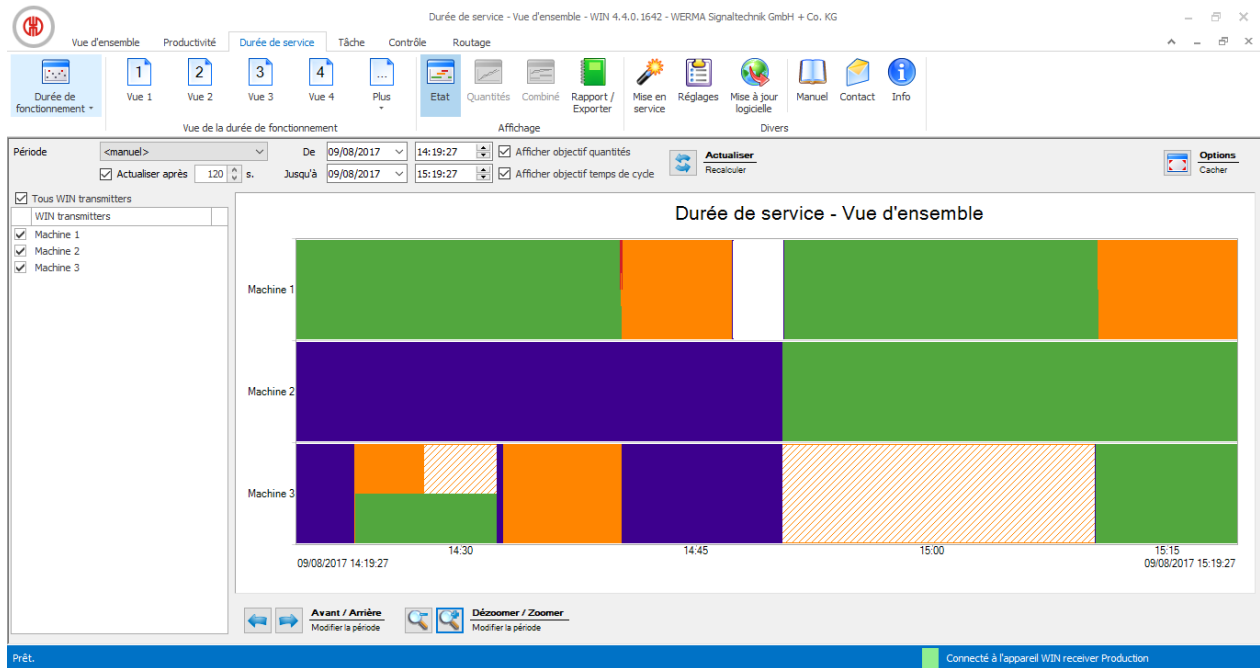 Durée de service - Vue d'ensemble - WIN 4.4.0.1642 - WERMA Signaltechnik GmbH + Co. KG
Vue d'ensemble Productivité Durée de service Tâche Contrôle Routage
1 2 3 4 ...
Durée de fonctionnement Vue 1 Vue 2 Vue 3 Vue 4 Plus Etat Quantités Combiné Rapport / Exporter Mise en service Réglages Mise à jour logicielle Manuel Contact Info
Vue de la durée de fonctionnement Affichage Divers
Période <manuel> De 09/08/2017 14:19:27 Afficher objectif quantités
Actualiser après 120 s. Jusqu'à 09/08/2017 15:19:27 Afficher objectif temps de cycle
Actualiser
Recalculer
Options
Cacher
Tous WIN transmitters
WIN transmitters
Machine 1
Machine 2
Machine 3
Durée de service - Vue d'ensemble
Machine 1
Machine 2
Machine 3
14:30 14:45 15:00 15:15
09/08/2017 14:19:27 09/08/2017 15:19:27
Avant / Arrière Dézoomer / Zoomer
Modifier la période Modifier la période
Prêt. Connecté à l'appareil WIN receiver Production